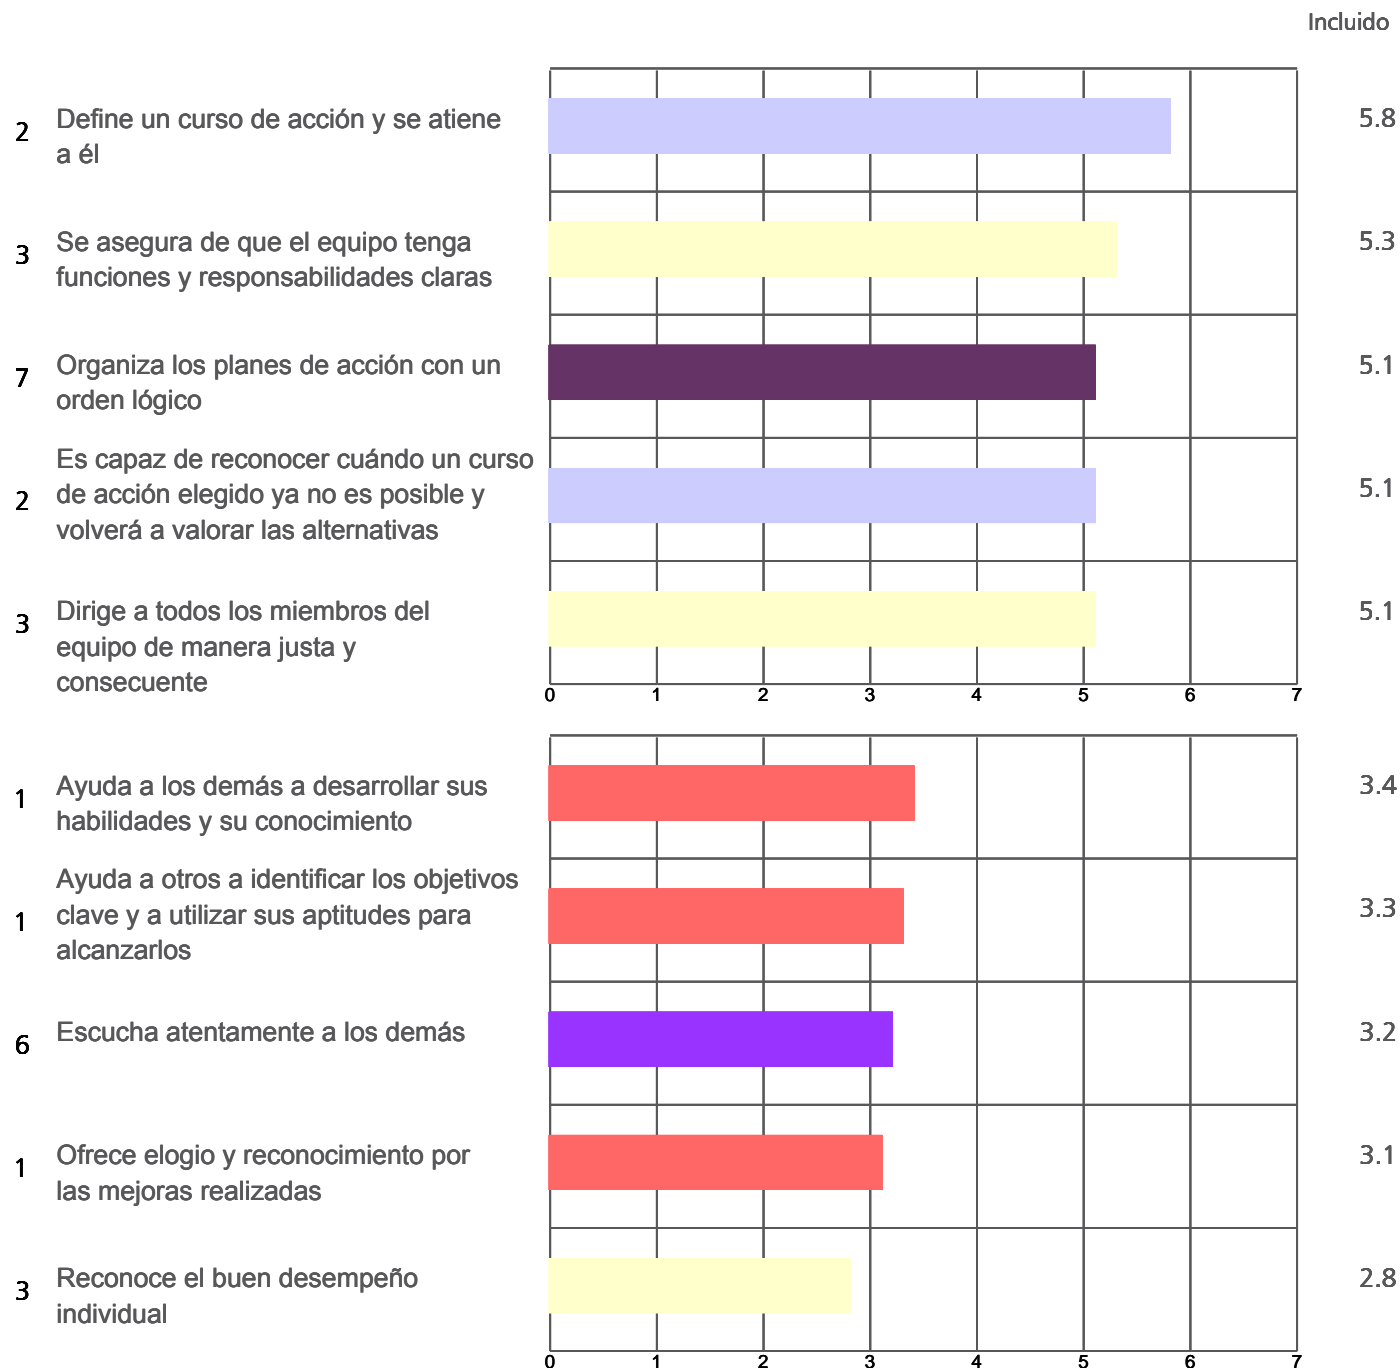 Incluido
Define un curso de acción y se atiene
2
a él
5.8
Se asegura de que el equipo tenga
3
funciones y responsabilidades claras
5.3
Organiza los planes de acción con un
7
orden lógico
5.1
Es capaz de reconocer cuándo un curso
2
de acción elegido ya no es posible y
volverá a valorar las alternativas
5.1
Dirige a todos los miembros del
3
equipo de manera justa y
consecuente
5.1
0 1 2 3 4 5 6 7
Ayuda a los demás a desarrollar sus
1
habilidades y su conocimiento
3.4
Ayuda a otros a identificar los objetivos
1
clave y a utilizar sus aptitudes para
alcanzarlos
3.3
6
Escucha atentamente a los demás
3.2
Ofrece elogio y reconocimiento por
1
las mejoras realizadas
3.1
Reconoce el buen desempeño
3
individual
2.8
0 1 2 3 4 5 6 7